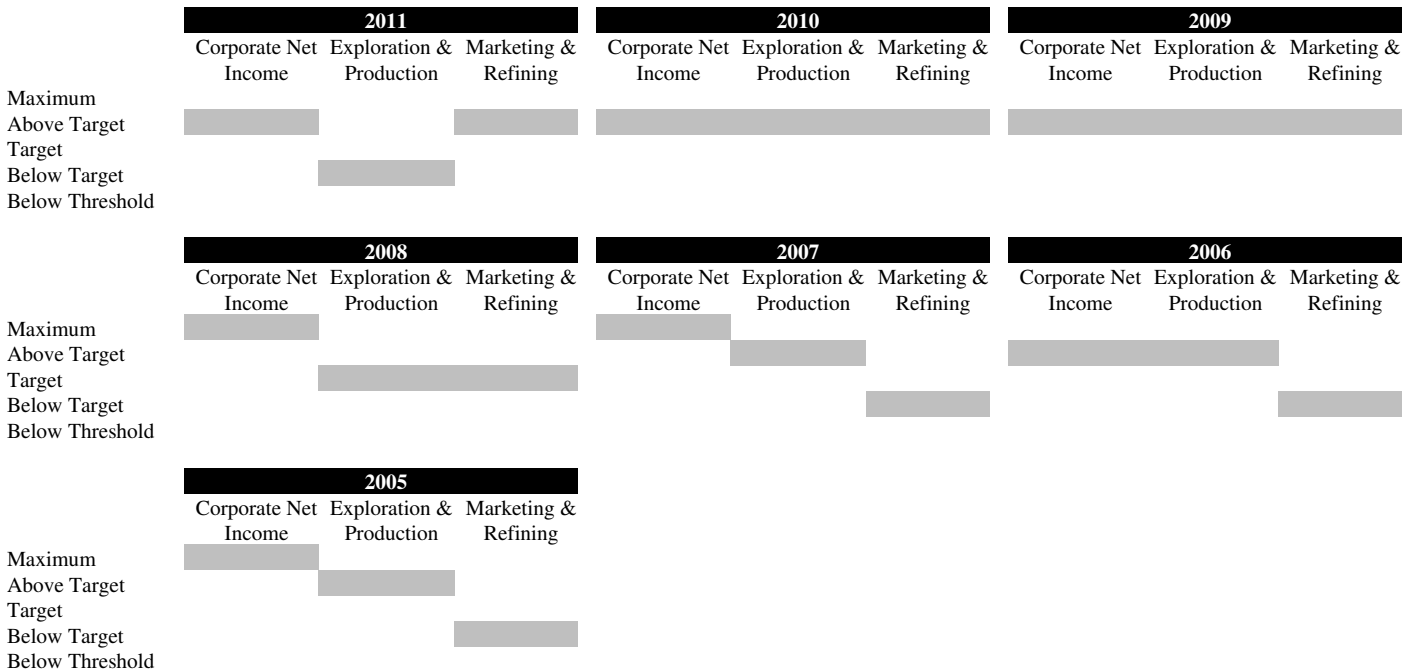 2011 2010 2009
Corporate Net Exploration & Marketing & Corporate Net Exploration & Marketing & Corporate Net Exploration & Marketing &
Income Production Refining Income Production Refining Income Production Refining
Maximum
Above Target
Target
Below Target
Below Threshold
2008 2007 2006
Corporate Net Exploration & Marketing & Corporate Net Exploration & Marketing & Corporate Net Exploration & Marketing &
Income Production Refining Income Production Refining Income Production Refining
Maximum
Above Target
Target
Below Target
Below Threshold
2005
Corporate Net Exploration & Marketing &
Income Production Refining
Maximum
Above Target
Target
Below Target
Below Threshold